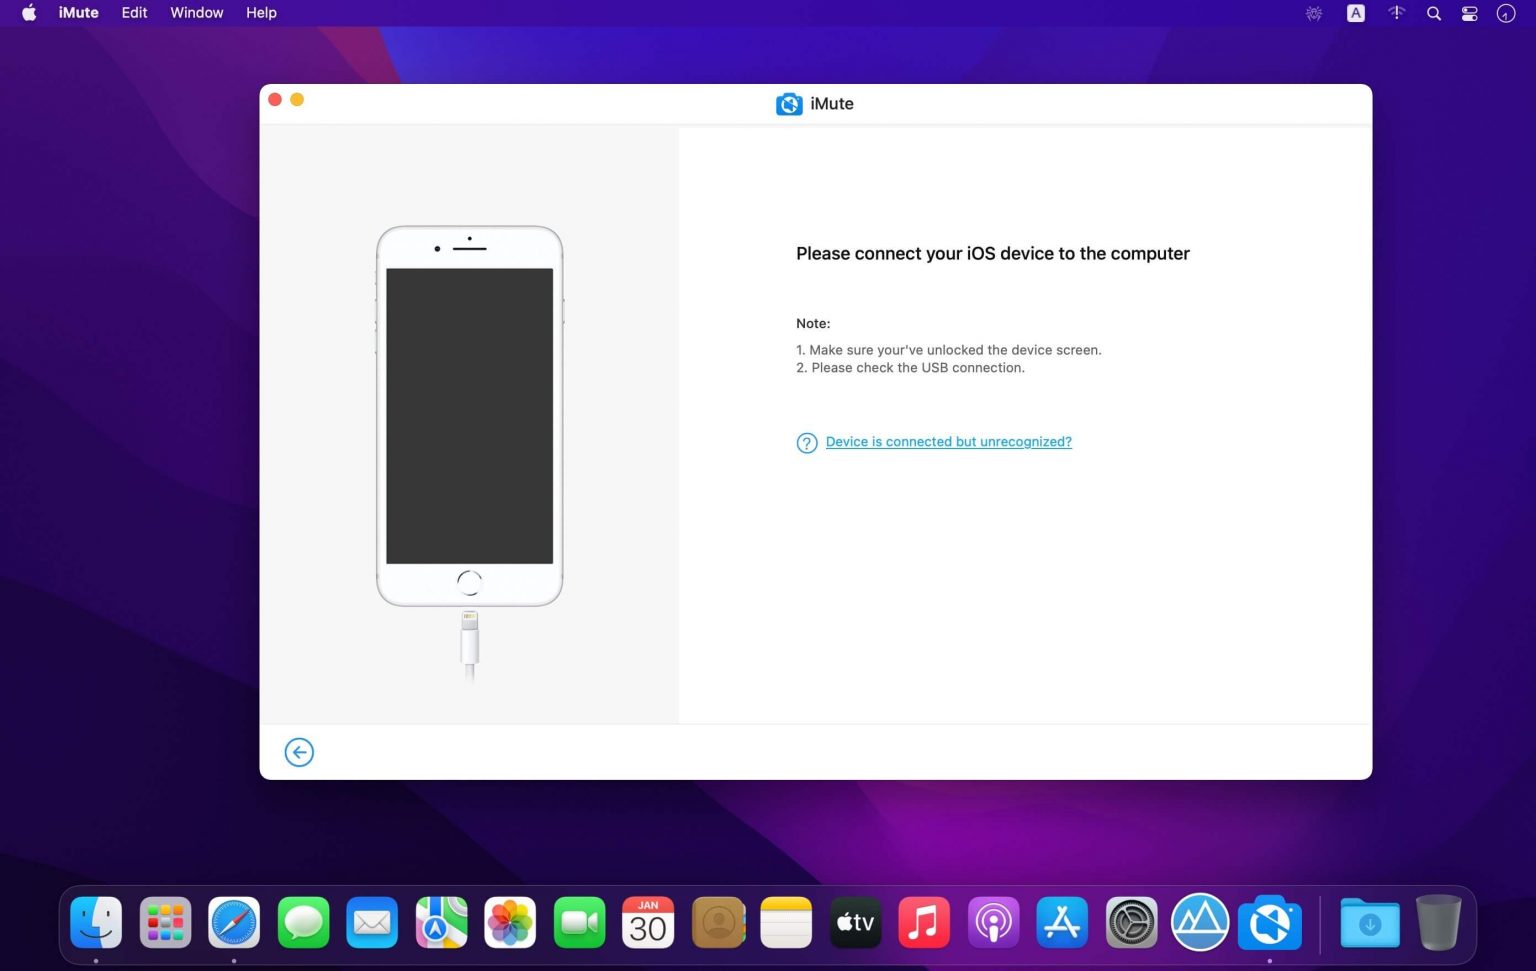 iMute Edit Window Help
A
iMute
Please connect your iOS device to the computer
Note:
1. Make sure your've unlocked the device screen.
2. Please check the USB connection.
? Device is connected but unrecognized?
JAN
30
tv